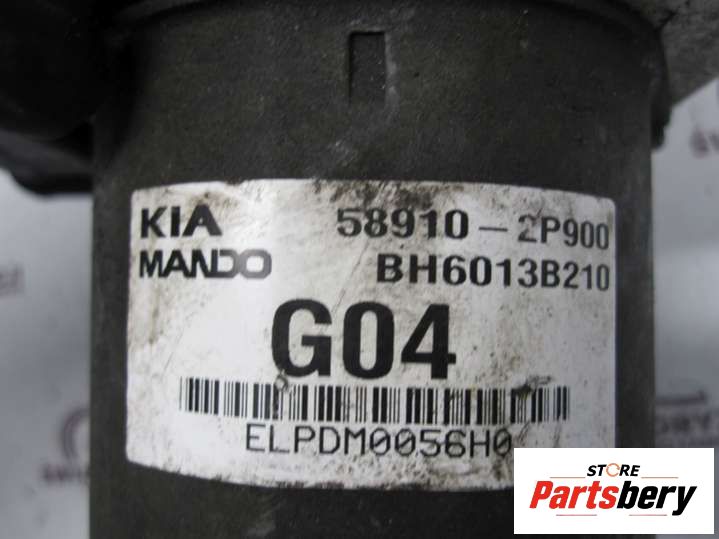 KIA 58910-2P900
MANDO BH6013B210
G04
ELPDM0056H0
STORE
Partsbery